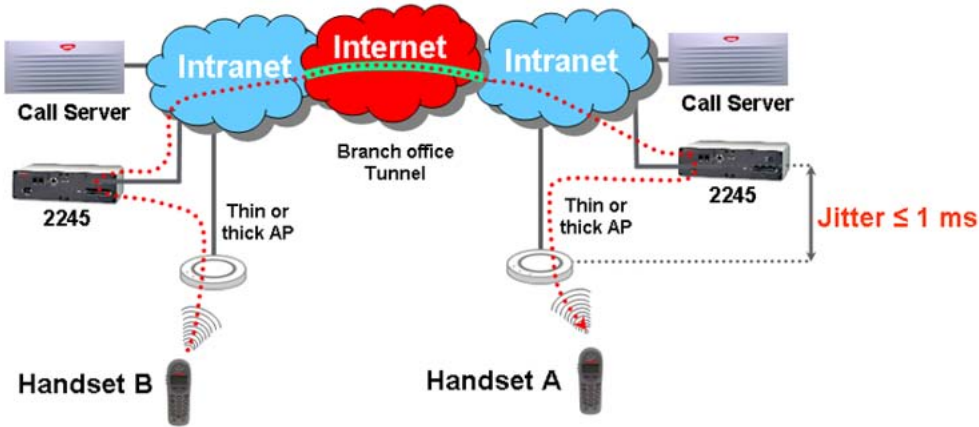 Internet
Intranet
Intranet
Call Server
Call Server
Branch office
Tunnel
2245
2245
Thin or
thick AP
Thin or
thick AP
Jitter ≤ 1 ms
Handset B
Handset A